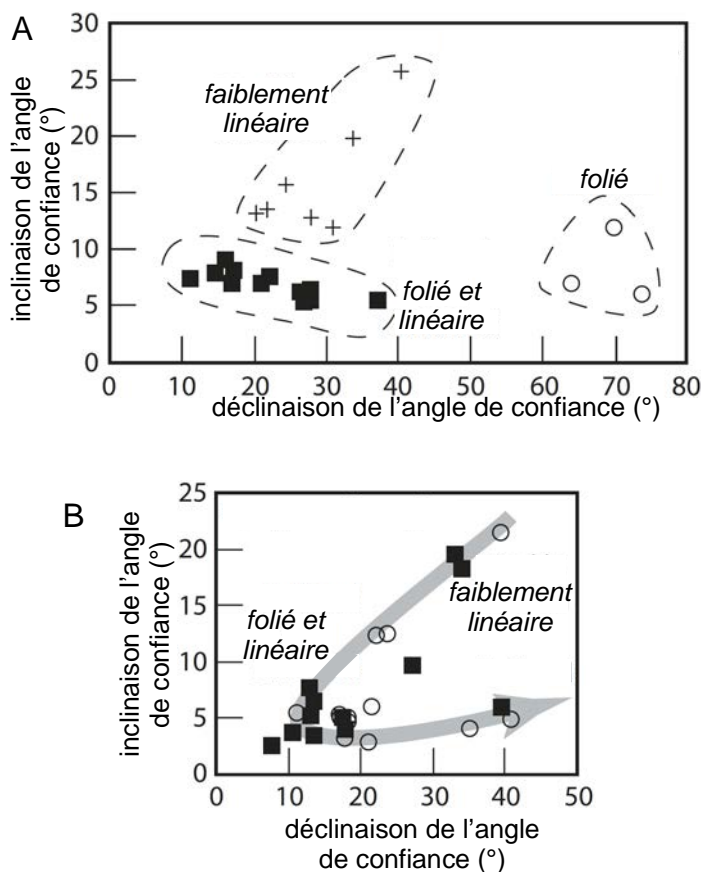 A
30
25
20
15
10
5
0
inclinaison de l'angle
de confiance (°)
faiblement
linéaire
folié
folié et
linéaire
0 10 20 30 40 50 60 70 80
déclinaison de l'angle de confiance (°)
B
25
20
15
10
5
0
inclinaison de l'angle
de confiance (°)
folié et
linéaire
faiblement
linéaire
0 10 20 30 40 50
déclinaison de l'angle
de confiance (°)